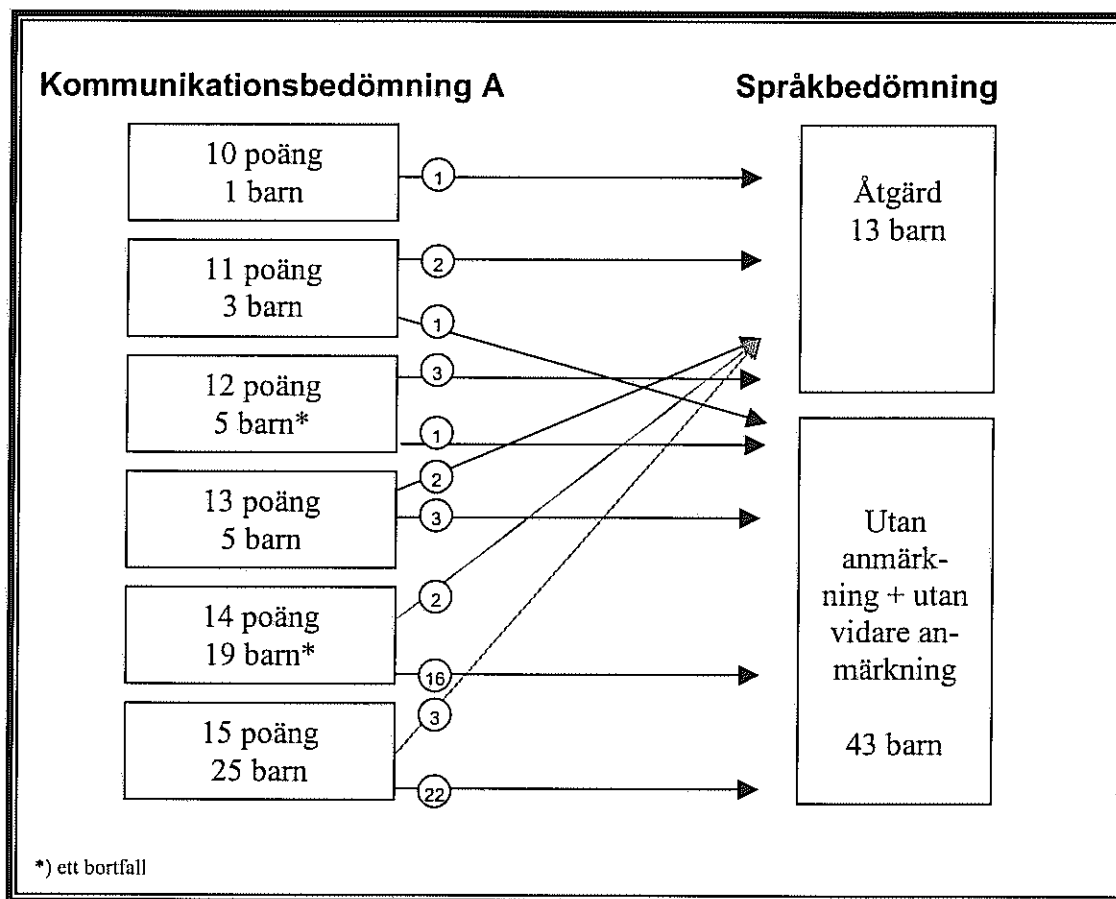 Kommunikationsbedömning A
Språkbedömning
10 poäng
1 barn
1
11 poäng
3 barn
2
1
12 poäng
5 barn*
3
1
13 poäng
5 barn
2
3
14 poäng
19 barn*
2
16
15 poäng
25 barn
3
22
Åtgärd
13 barn
Utan
anmärk-
ning + utan
vidare an-
märkning
43 barn
*) ett bortfall